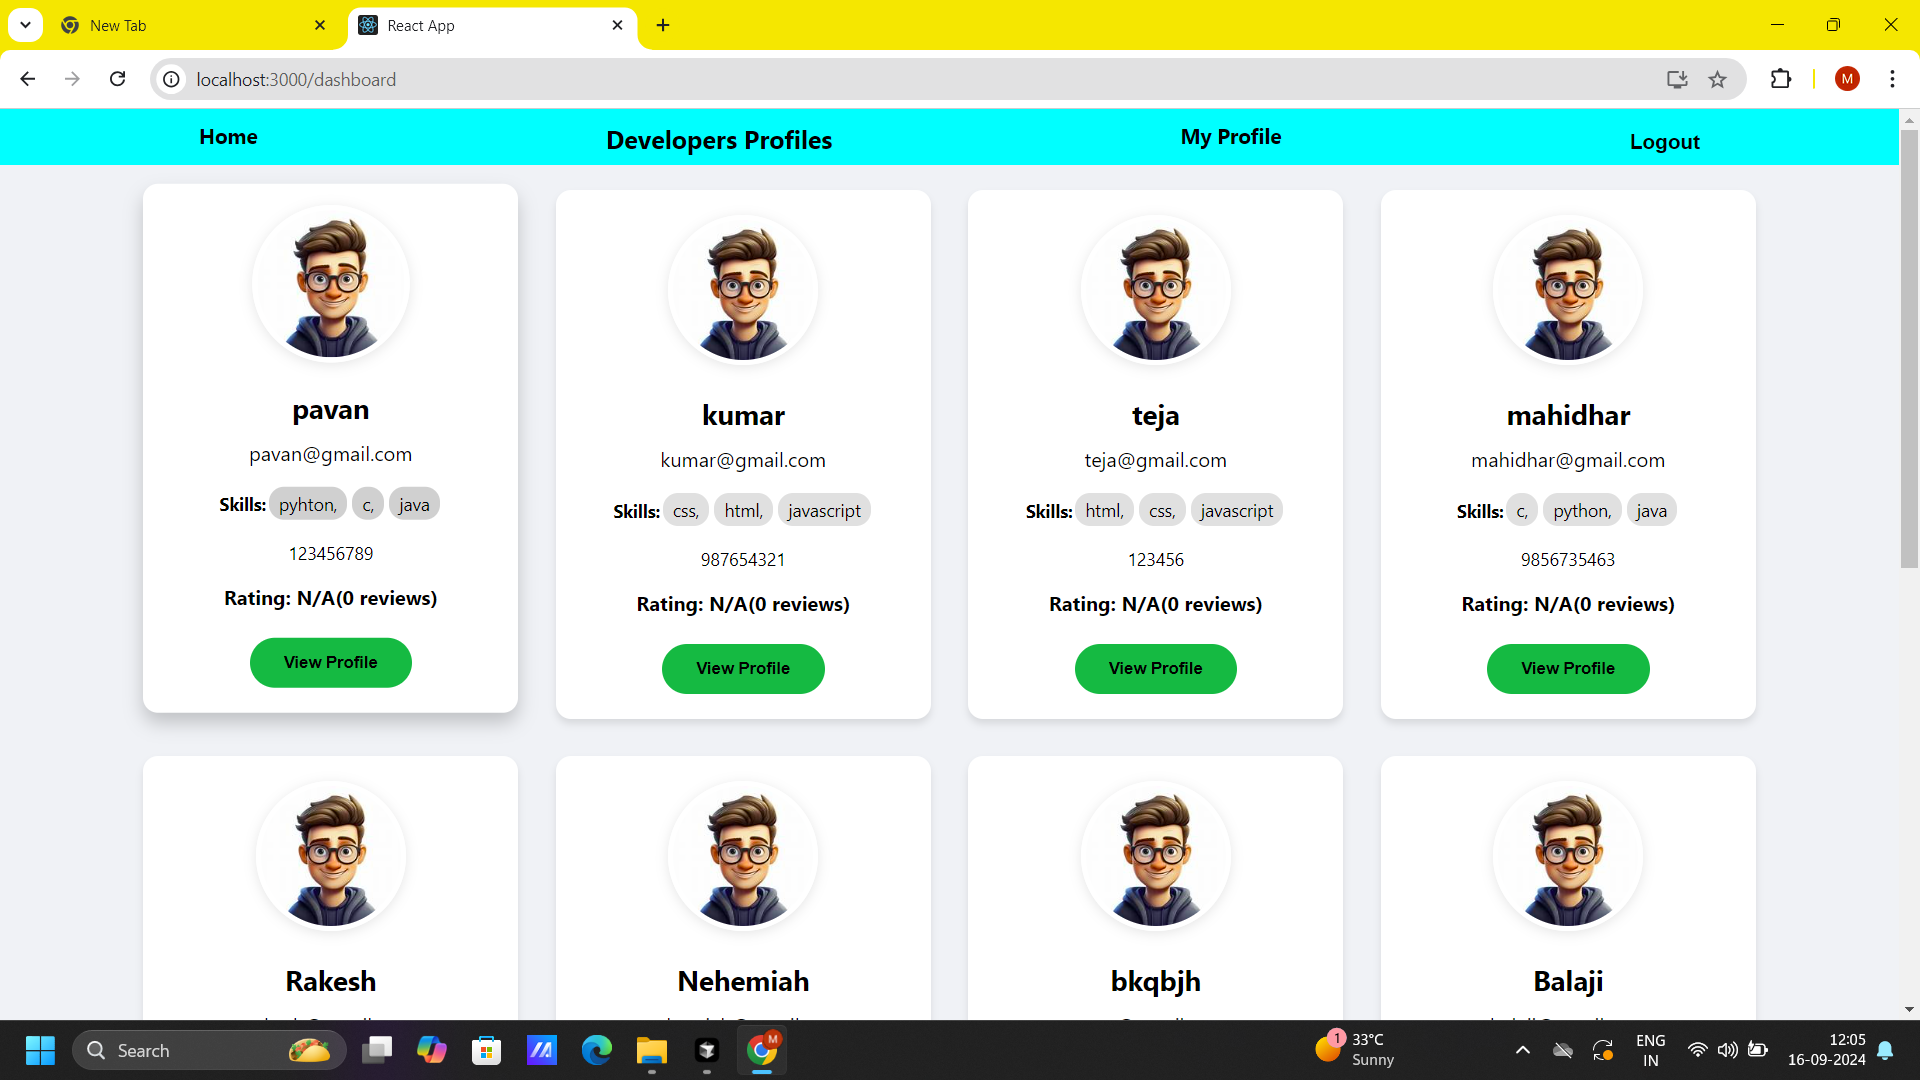 New Tab
React App
localhost:3000/dashboard
M
Home
Developers Profiles
My Profile
Logout
pavan
pavan@gmail.com
Skills: pyhton, c, java
123456789
Rating: N/A(0 reviews)
View Profile
kumar
kumar@gmail.com
Skills: css, html, javascript
987654321
Rating: N/A(0 reviews)
View Profile
teja
teja@gmail.com
Skills: html, css, javascript
123456
Rating: N/A(0 reviews)
View Profile
mahidhar
mahidhar@gmail.com
Skills: c, python, java
9856735463
Rating: N/A(0 reviews)
View Profile
Rakesh
Nehemiah
bkqbjh
Balaji
Search
M
1
33°C
Sunny
ENG
IN
12:05
16-09-2024